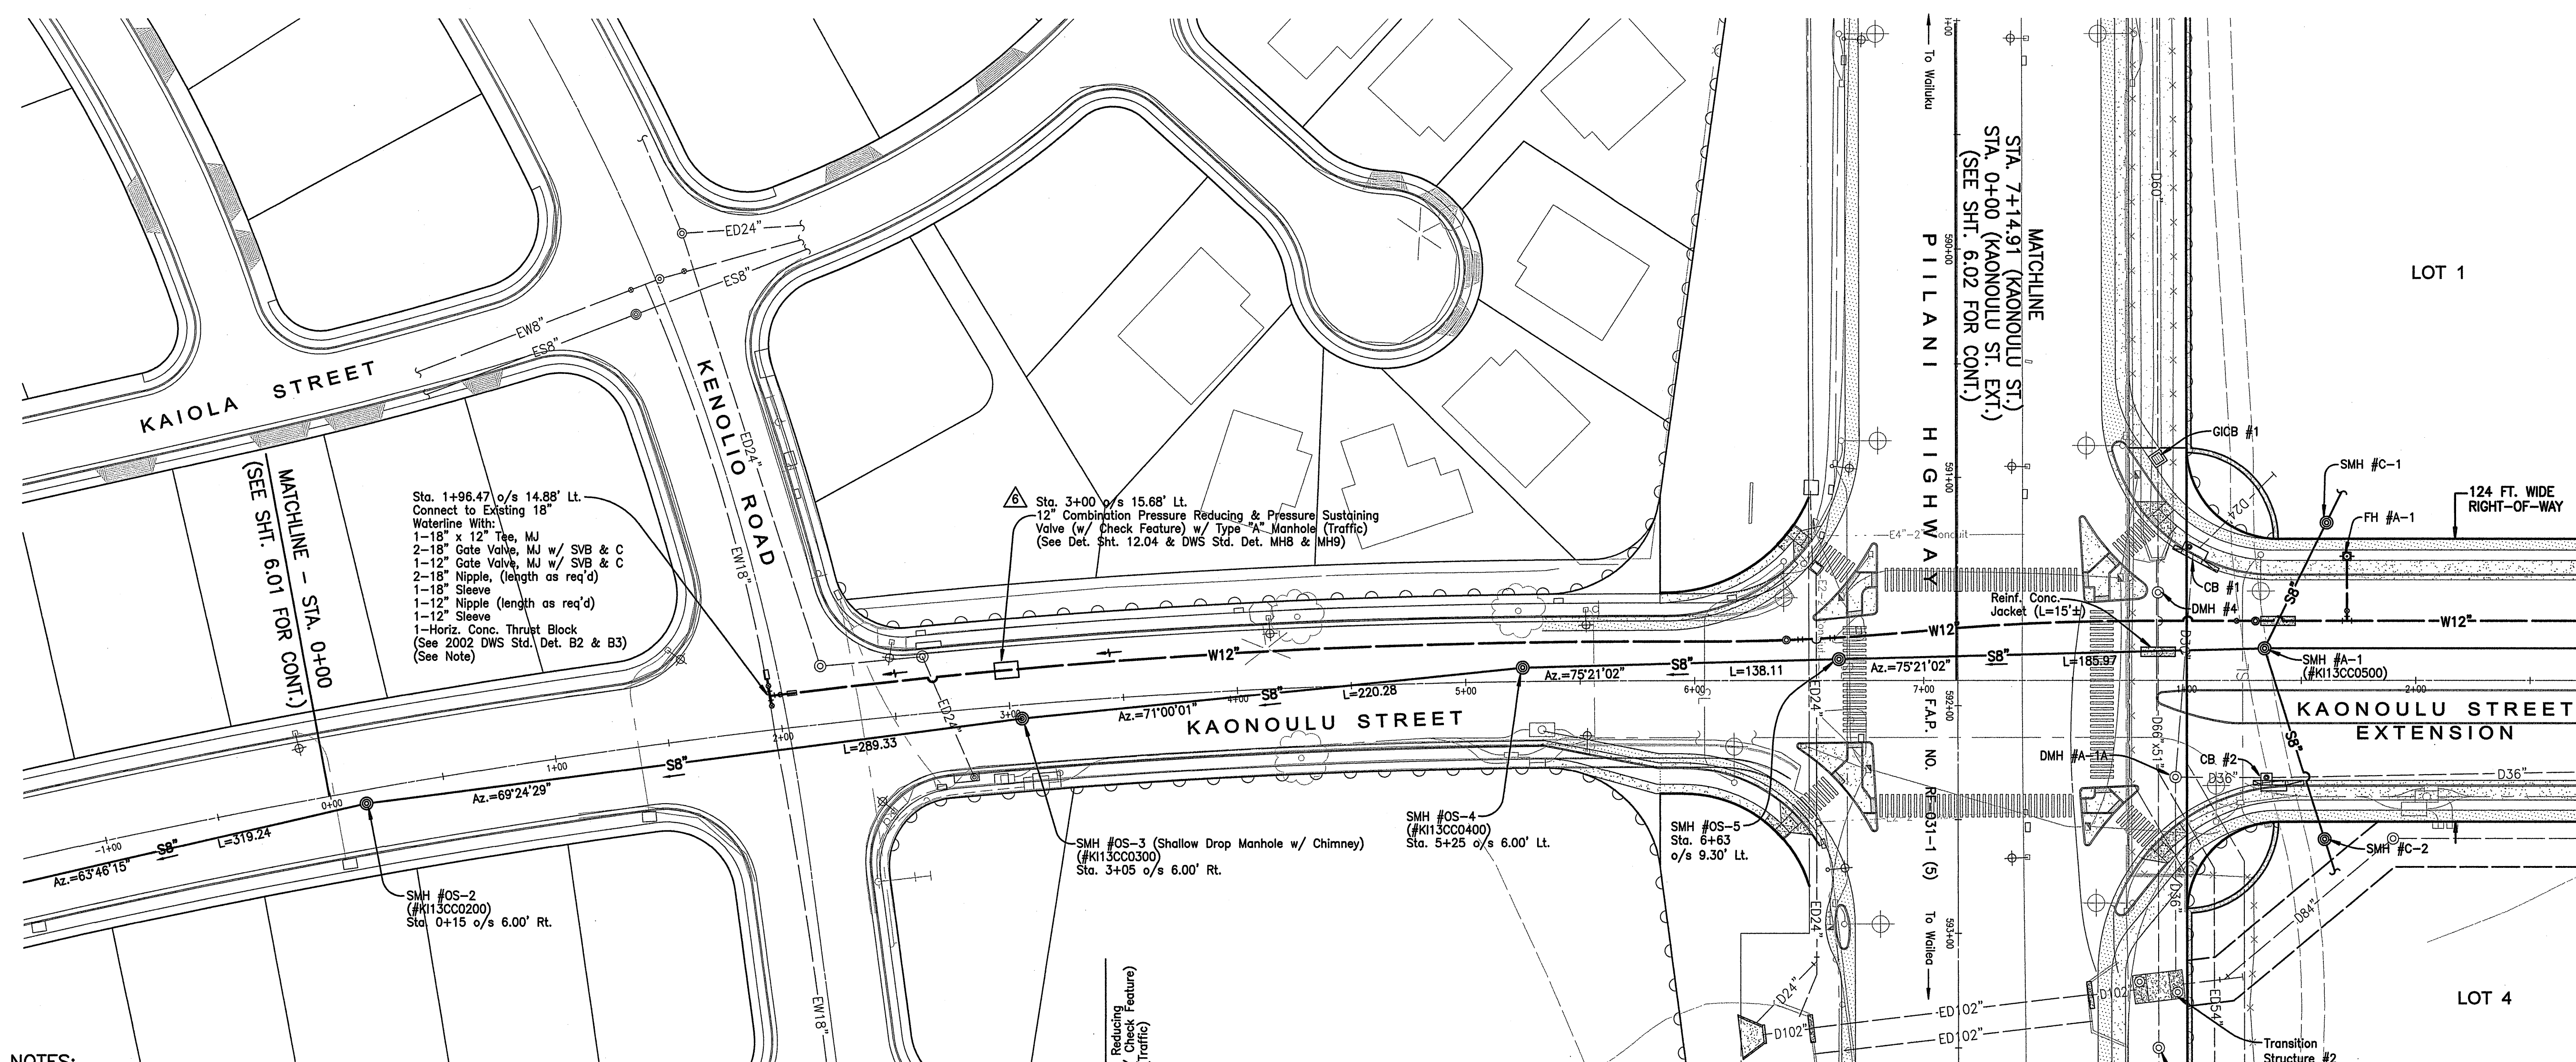 To Wailuku
MATCHLINE
STA. 7+14.91 (KAONOULU ST.)
STA. 0+00 (KAONOULU ST. EXT.)
(SEE SHT. 6.02 FOR CONT.)
PIILANI HIGHWAY
590+00
591+00
592+00
593+00
F.A.P. NO. RF-031-1 (5)
To Wailea
LOT 1
D60"
ED24"
ES8"
EW8"
ES8"
KAIOLA STREET
KENOLIO ROAD
ED24"
EW18"
EW18"
MATCHLINE - STA. 0+00
(SEE SHT. 6.01 FOR CONT.)
Sta. 1+96.47 o/s 14.88' Lt.
Connect to Existing 18"
Waterline With:
1-18" x 12" Tee, MJ
2-18" Gate Valve, MJ w/ SVB & C
1-12" Gate Valve, MJ w/ SVB & C
2-18" Nipple, (length as req'd)
1-18" Sleeve
1-12" Nipple (length as req'd)
1-12" Sleeve
1-Horiz. Conc. Thrust Block
(See 2002 DWS Std. Det. B2 & B3)
(See Note)
6
Sta. 3+00 o/s 15.68' Lt.
12" Combination Pressure Reducing & Pressure Sustaining
Valve (w/ Check Feature) w/ Type "A" Manhole (Traffic)
(See Det. Sht. 12.04 & DWS Std. Det. MH8 & MH9)
GICB #1
SMH #C-1
FH #A-1
124 FT. WIDE
RIGHT-OF-WAY
D24"
E4"-2" Conduit
CB #1
DMH #4
Reinf. Conc.
Jacket (L=15'±)
S8"
W12"
W12"
W12"
SMH #A-1
(#KI13CC0500)
L=185.97
S8"
Az.=75°21'02"
L=138.11
S8"
Az.=75°21'02"
L=220.28
S8"
Az.=71°00'01"
L=289.33
S8"
Az.=69°24'29"
L=319.24
S8"
Az.=63°46'15"
-1+00
0+00
1+00
2+00
3+00
4+00
5+00
6+00
7+00
1+00
2+00
KAONOULU STREET
KAONOULU STREET
EXTENSION
ED24"
ED24"
ED24"
D66"x51"
S8"
DMH #A-1A
CB #2
D36"
D36"
D36"
SMH #C-2
D84"
SMH #OS-2
(#KI13CC0200)
Sta. 0+15 o/s 6.00' Rt.
SMH #OS-3 (Shallow Drop Manhole w/ Chimney)
(#KI13CC0300)
Sta. 3+05 o/s 6.00' Rt.
SMH #OS-4
(#KI13CC0400)
Sta. 5+25 o/s 6.00' Lt.
SMH #OS-5
Sta. 6+63
o/s 9.30' Lt.
D24"
D102"
ED102"
ED102"
D102"
ED54"
LOT 4
Transition
Structure #2
Reducing
Check Feature)
Traffic)
NOTES: